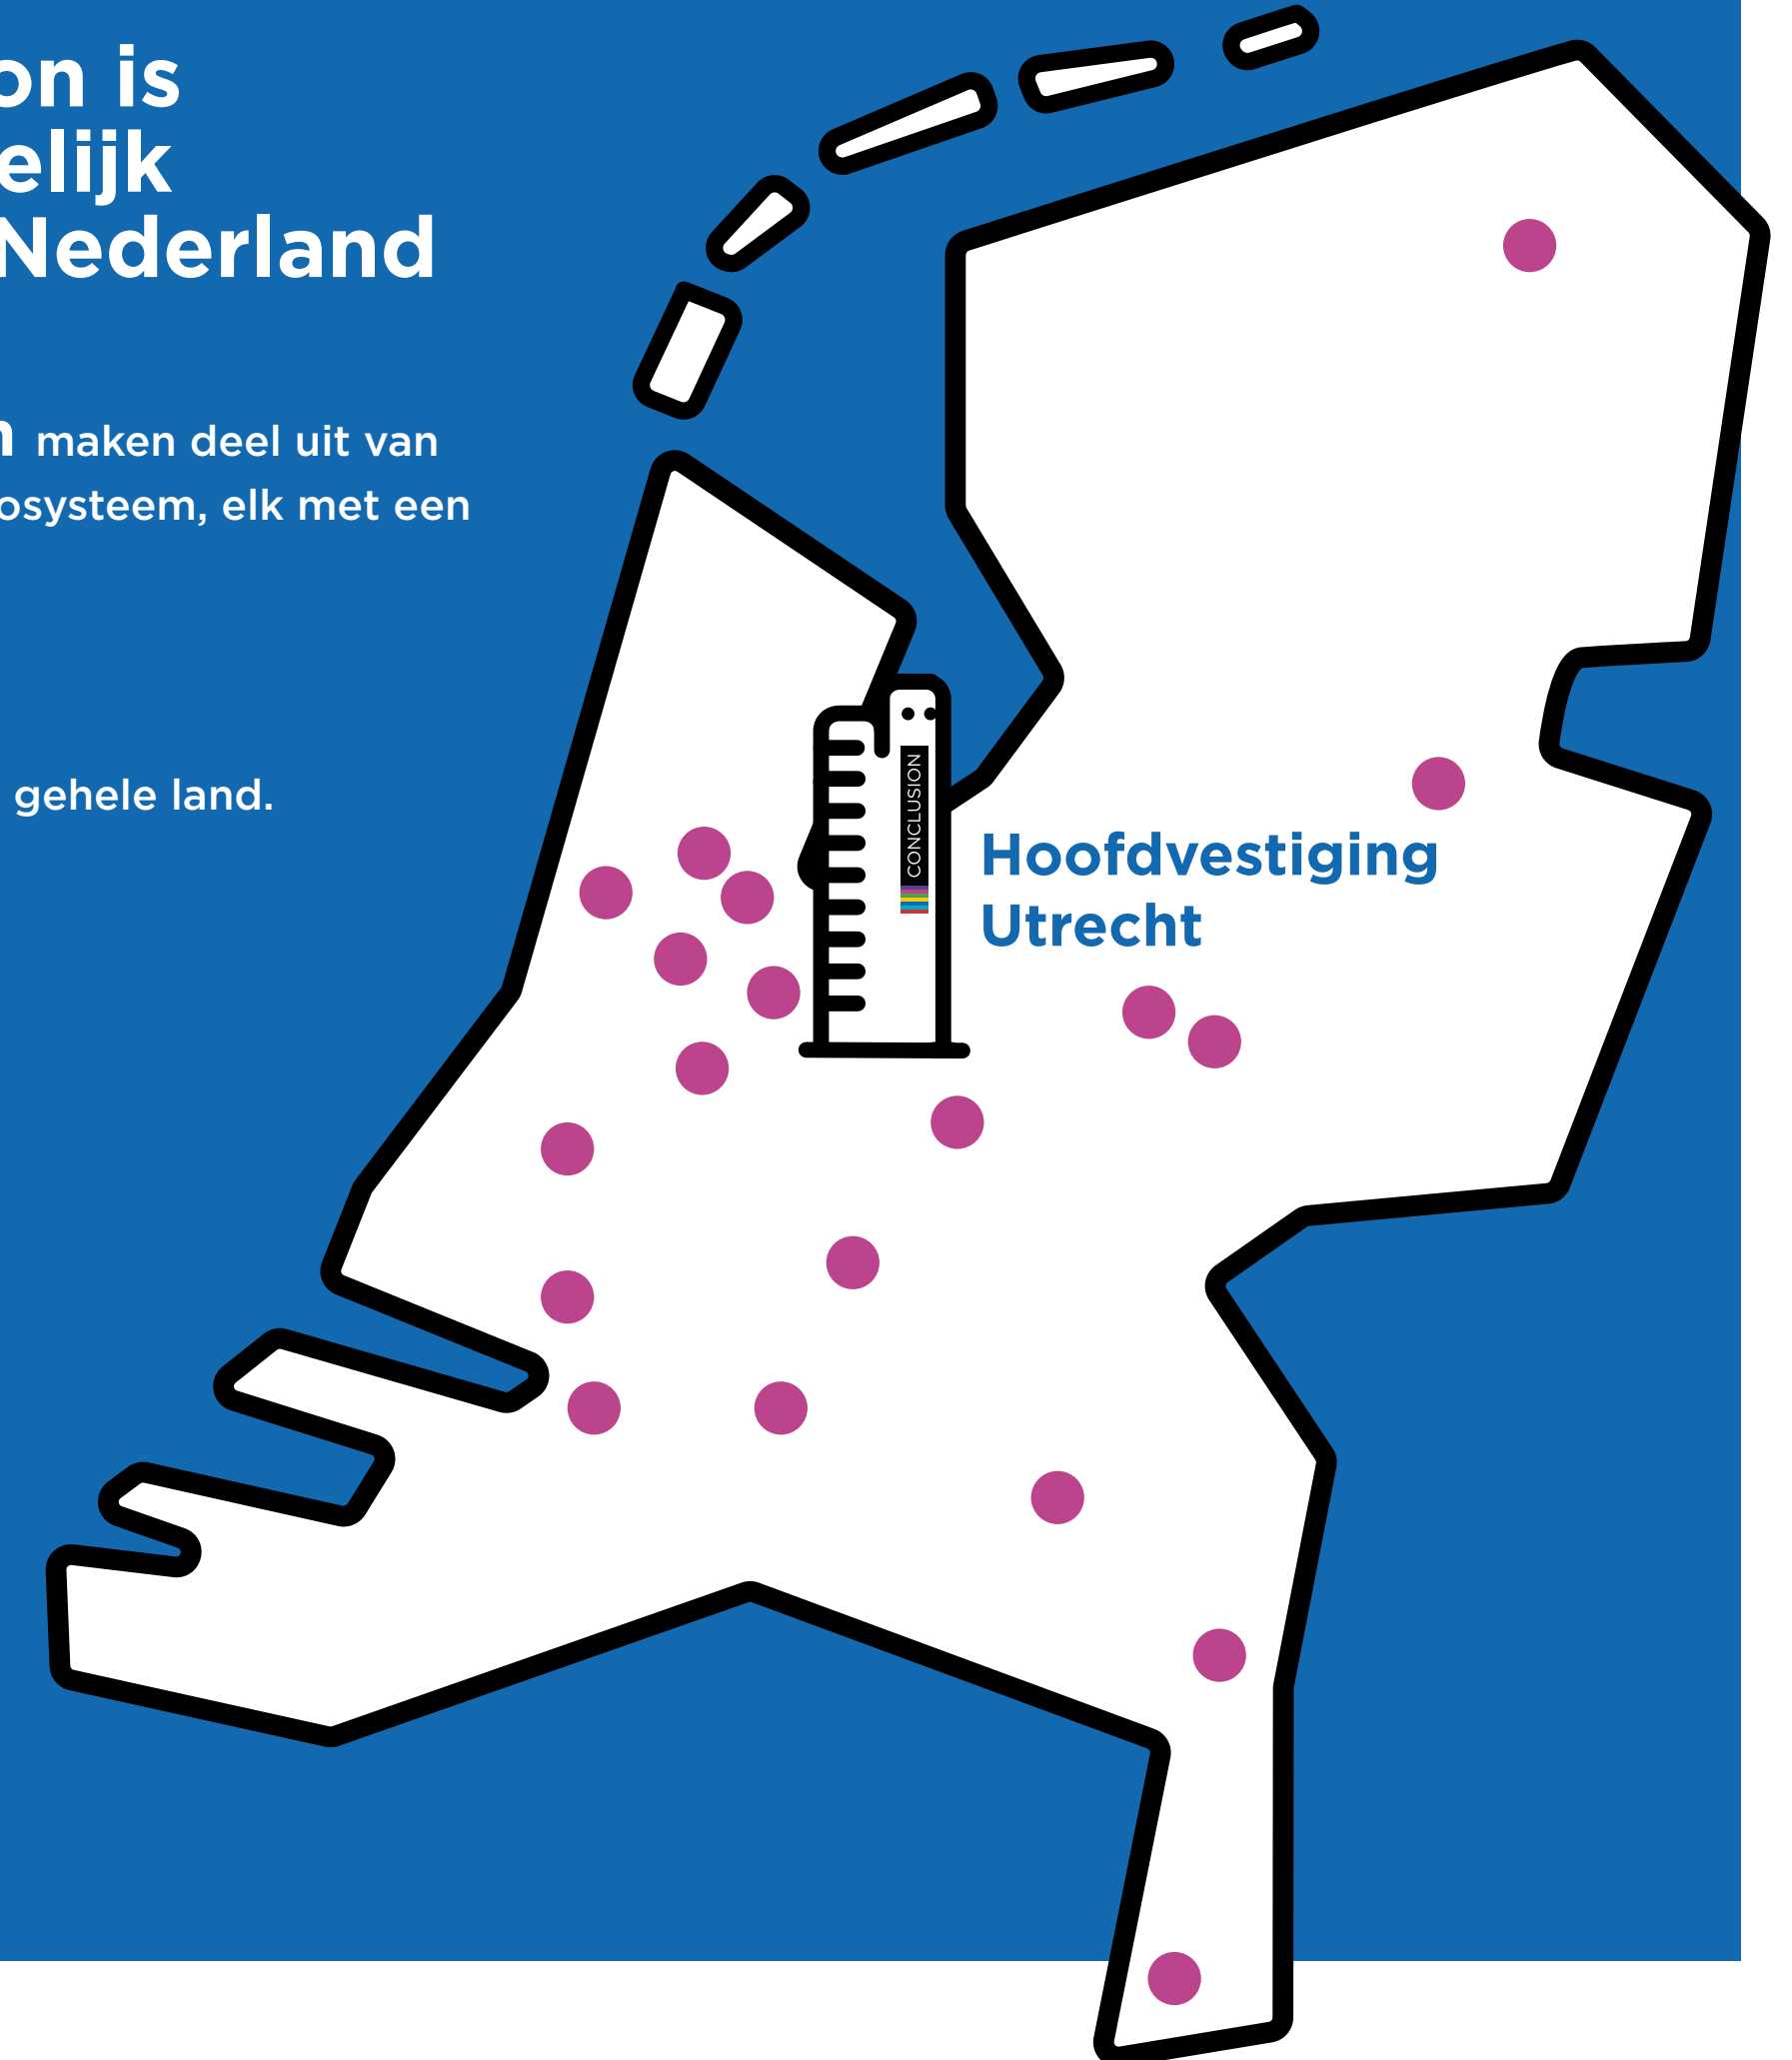 on is
elijk
Nederland
n maken deel uit van
osysteem, elk met een
gehele land.
CONCLUSION
Hoofdvestiging
Utrecht